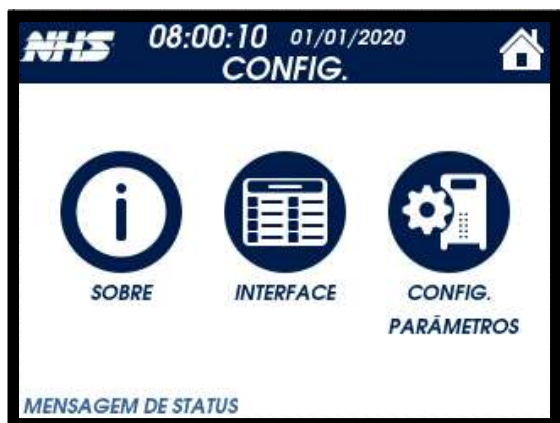 NHS 08:00:10 01/01/2020
CONFIG.
SOBRE INTERFACE CONFIG.
PARÂMETROS
MENSAGEM DE STATUS